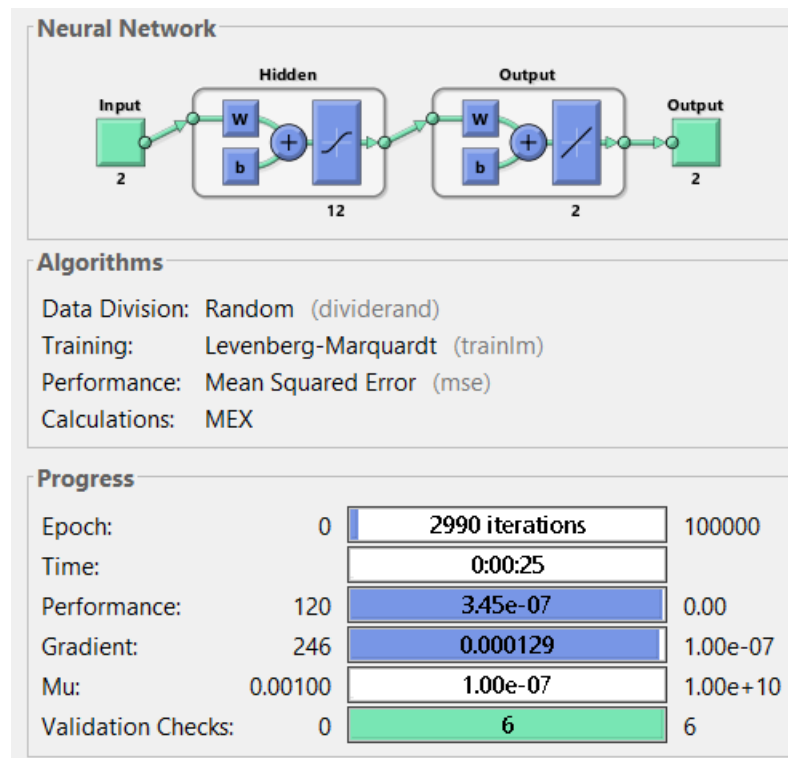 Neural Network
Hidden Output
Input Output
W W
b b
+ +
2 2
12 2
Algorithms
Data Division: Random (dividerand)
Training: Levenberg-Marquardt (trainlm)
Performance: Mean Squared Error (mse)
Calculations: MEX
Progress
Epoch: 0 2990 iterations 100000
Time: 0:00:25
Performance: 120 3.45e-07 0.00
Gradient: 246 0.000129 1.00e-07
Mu: 0.00100 1.00e-07 1.00e+10
Validation Checks: 0 6 6